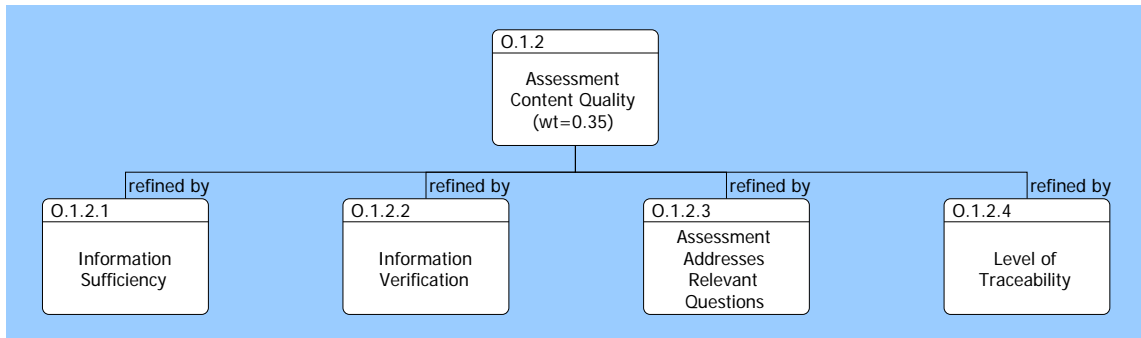 O.1.2
Assessment
Content Quality
(wt=0.35)
refined by
refined by
refined by
refined by
O.1.2.1
Information
Sufficiency
O.1.2.2
Information
Verification
O.1.2.3
Assessment
Addresses
Relevant
Questions
O.1.2.4
Level of
Traceability